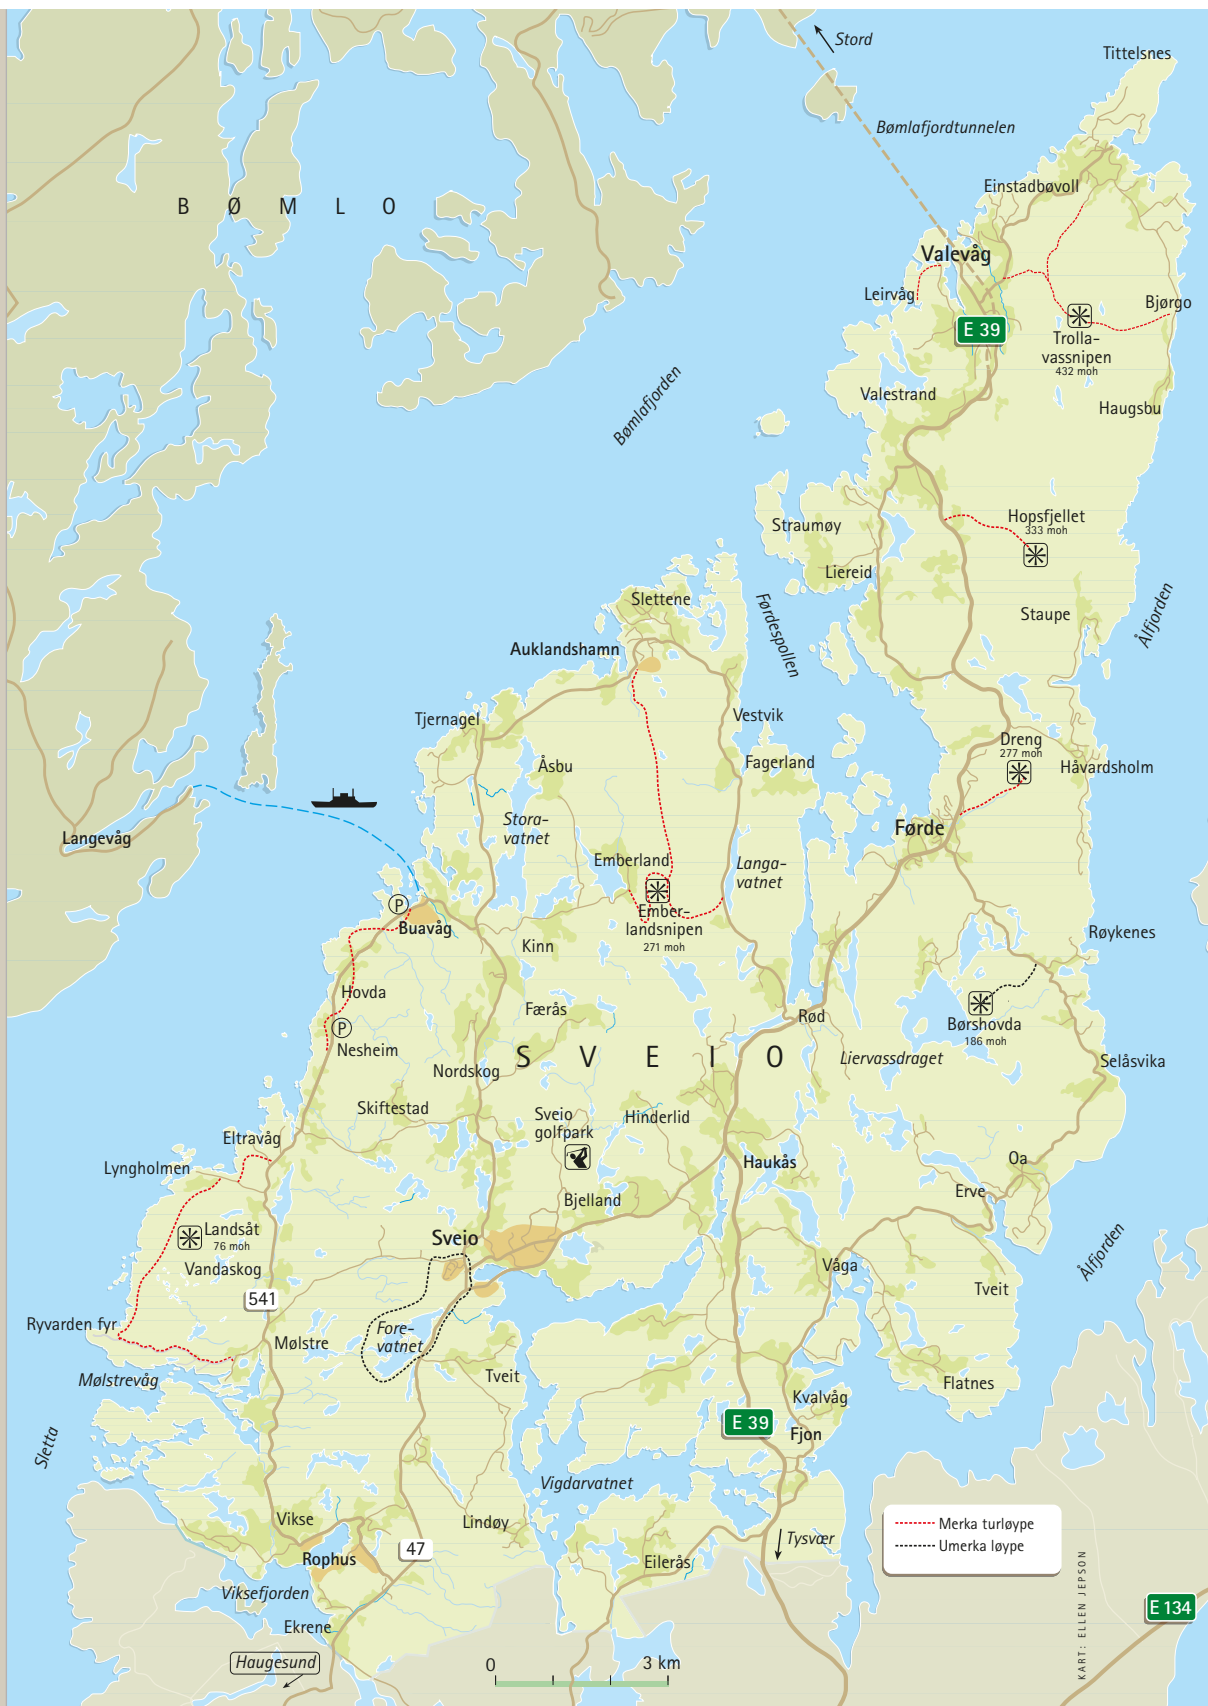 Stord
Tittelsnes
Bømlafjordtunnelen
Einstadbøvoll
B Ø M L O
Valevåg
Leirvåg
Bjørgo
E 39
Trolla-
vassnipen
432 moh
Valestrand
Haugsbu
Bømlafjorden
Straumøy
Hopsfjellet
333 moh
Liereid
Slettene
Førdespollen
Staupe
Ålfjorden
Auklandshamn
Tjernagel
Vestvik
Dreng
277 moh
Åsbu
Fagerland
Håvardsholm
Stora-
vatnet
Førde
Langevåg
Emberland
Langa-
vatnet
P
Buavåg
Ember-
landsnipen
271 moh
Kinn
Røykenes
Hovda
Færås
Rød
Børshovda
186 moh
P
Nesheim
S V E I O
Liervassdraget
Selåsvika
Nordskog
Skiftestad
Sveio
golfpark
Hinderlid
Eltravåg
Lyngholmen
Haukås
Oa
Erve
Bjelland
Landsåt
76 moh
Sveio
Ålfjorden
Vandaskog
Våga
Tveit
541
Ryvarden fyr
Fore-
vatnet
Mølstre
Mølstrevåg
Tveit
Flatnes
Kvalvåg
E 39
Fjon
Sletta
Vigdarvatnet
Vikse
Lindøy
Merka turløype
Umerka løype
Tysvær
47
Rophus
Eilerås
Viksefjorden
Ekrene
E 134
KART: ELLEN JEPSON
Haugesund
0 3 km